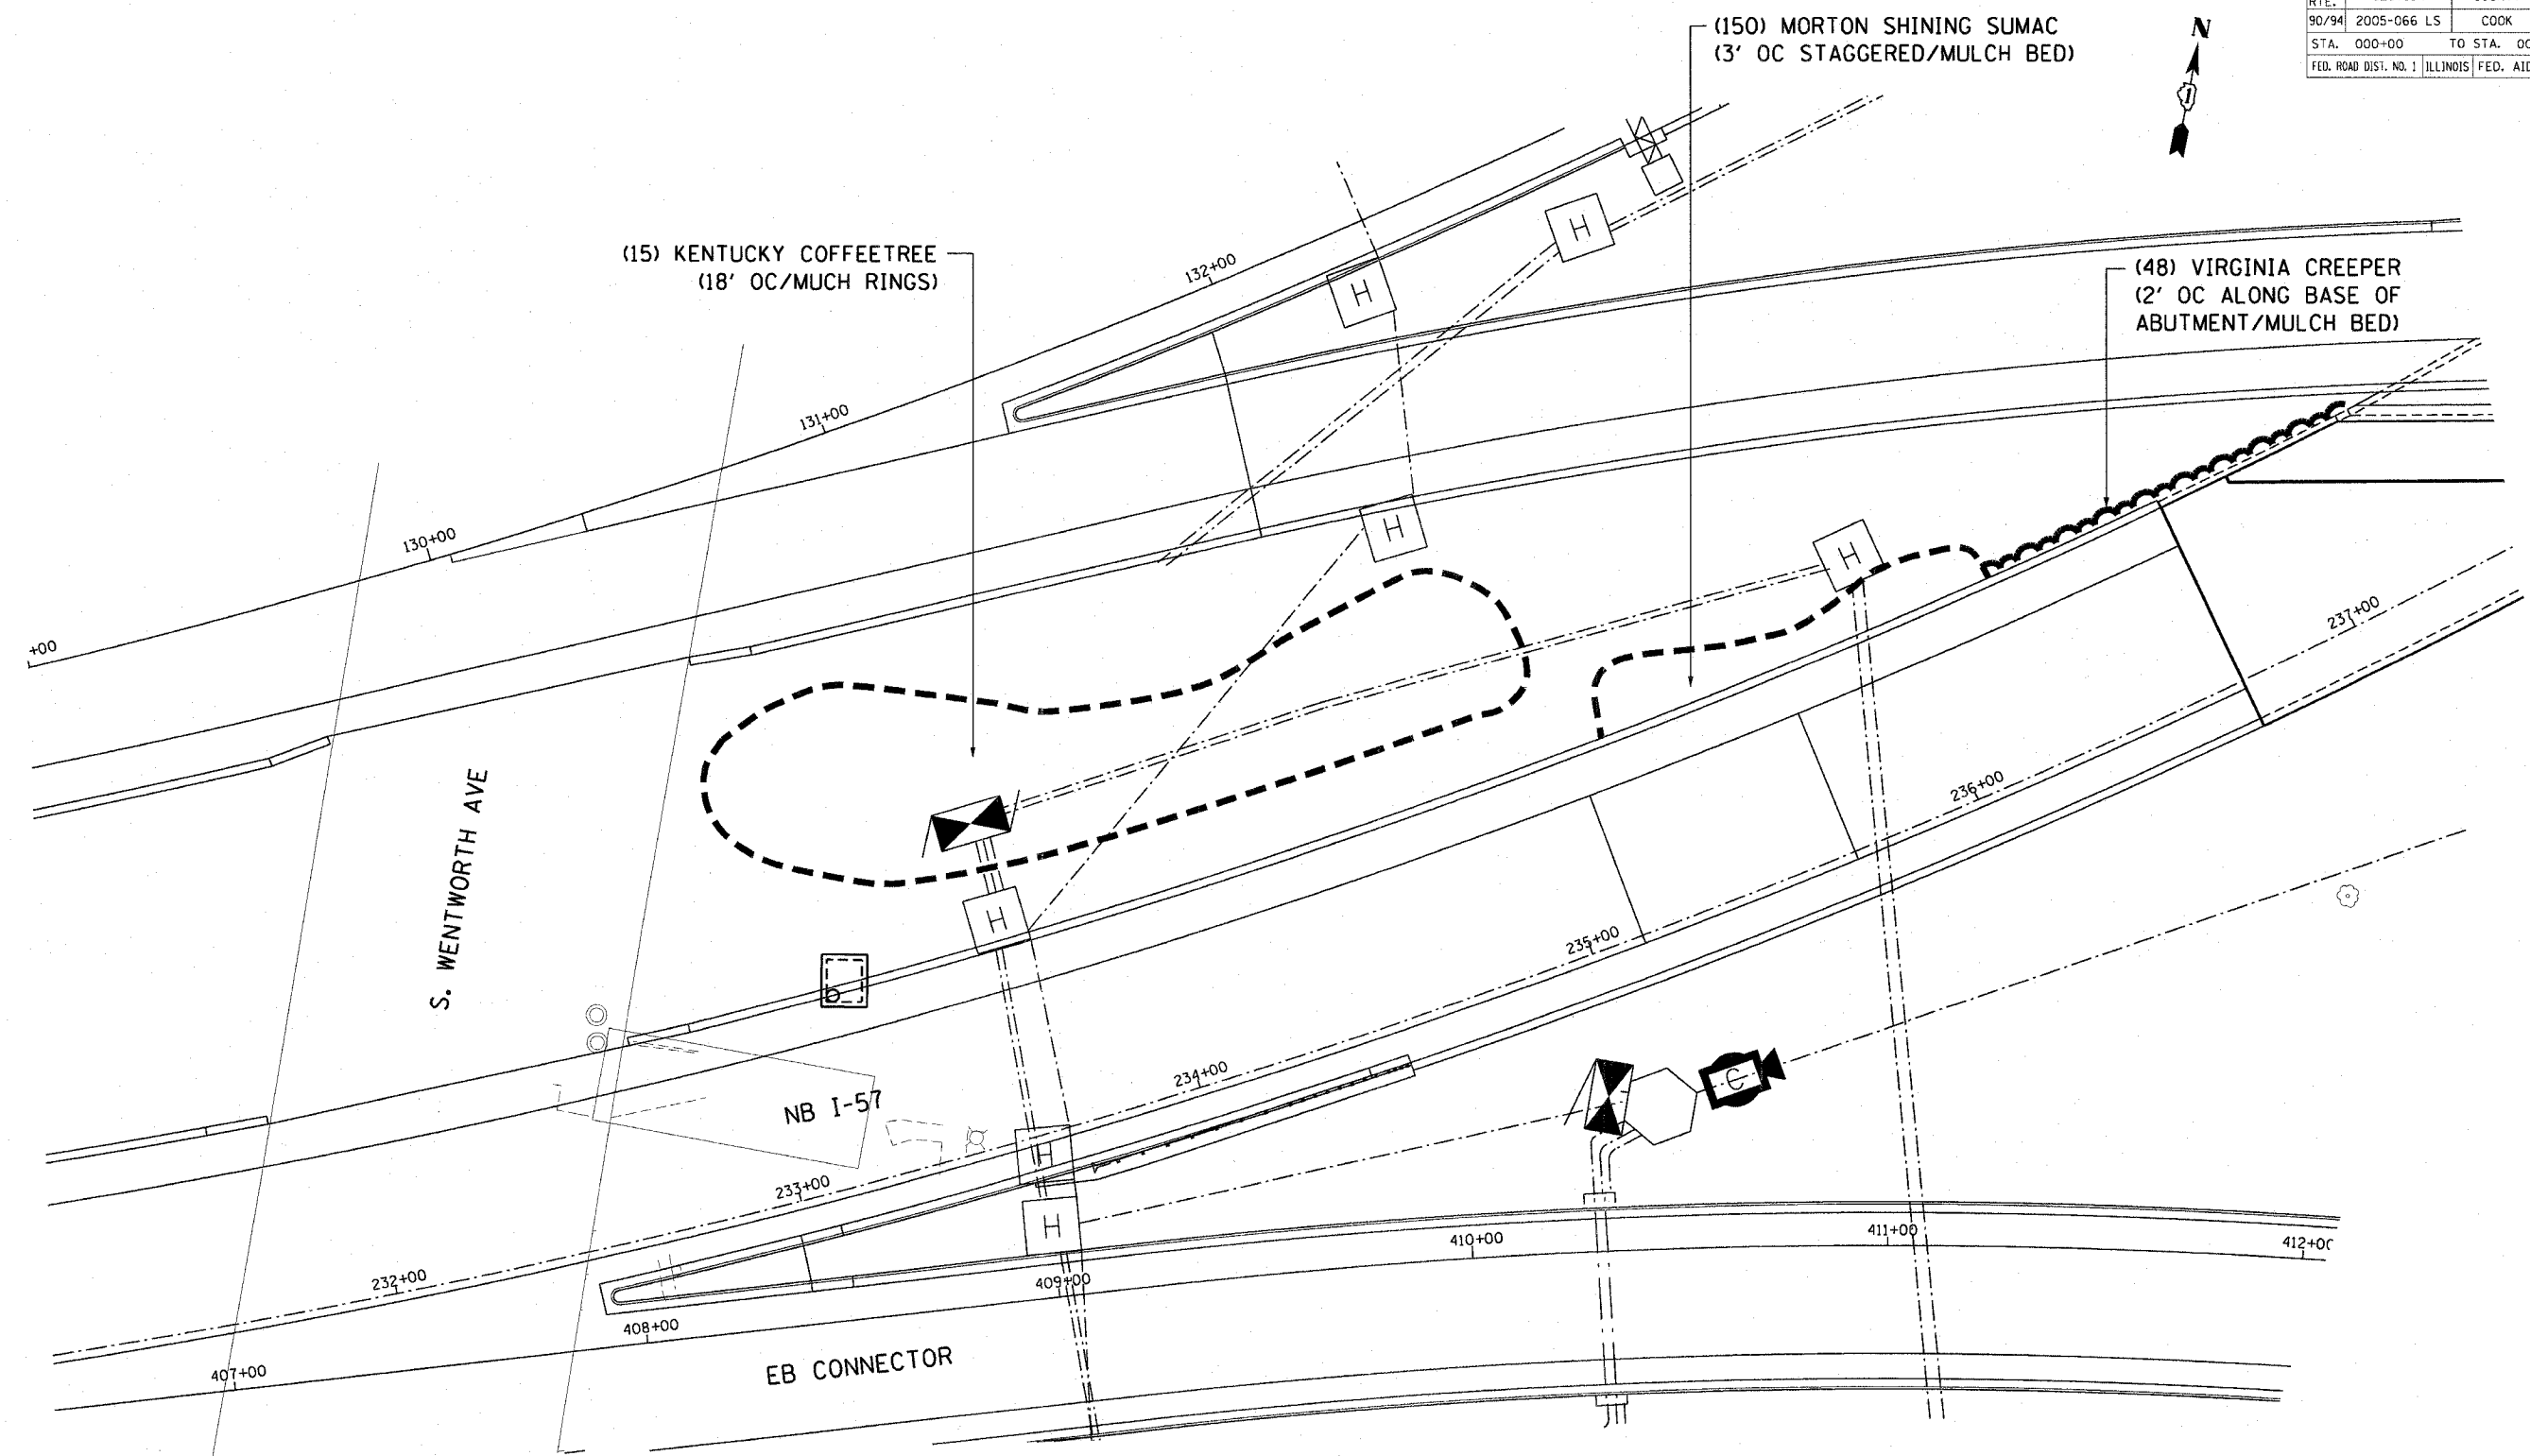 RTE.
90/94 2005-066 LS COOK
STA. 000+00 TO STA.
FED. ROAD DIST. NO. 1 ILLINOIS FED. AID
N
1
(150) MORTON SHINING SUMAC
(3' OC STAGGERED/MULCH BED)
(15) KENTUCKY COFFEETREE
(18' OC/MUCH RINGS)
(48) VIRGINIA CREEPER
(2' OC ALONG BASE OF
ABUTMENT/MULCH BED)
H
H
H
H
132+00
131+00
130+00
+00
237+00
236+00
235+00
234+00
233+00
232+00
S. WENTWORTH AVE
H
NB I-57
H
H
C
407+00
408+00
409+00
410+00
411+00
412+00
EB CONNECTOR